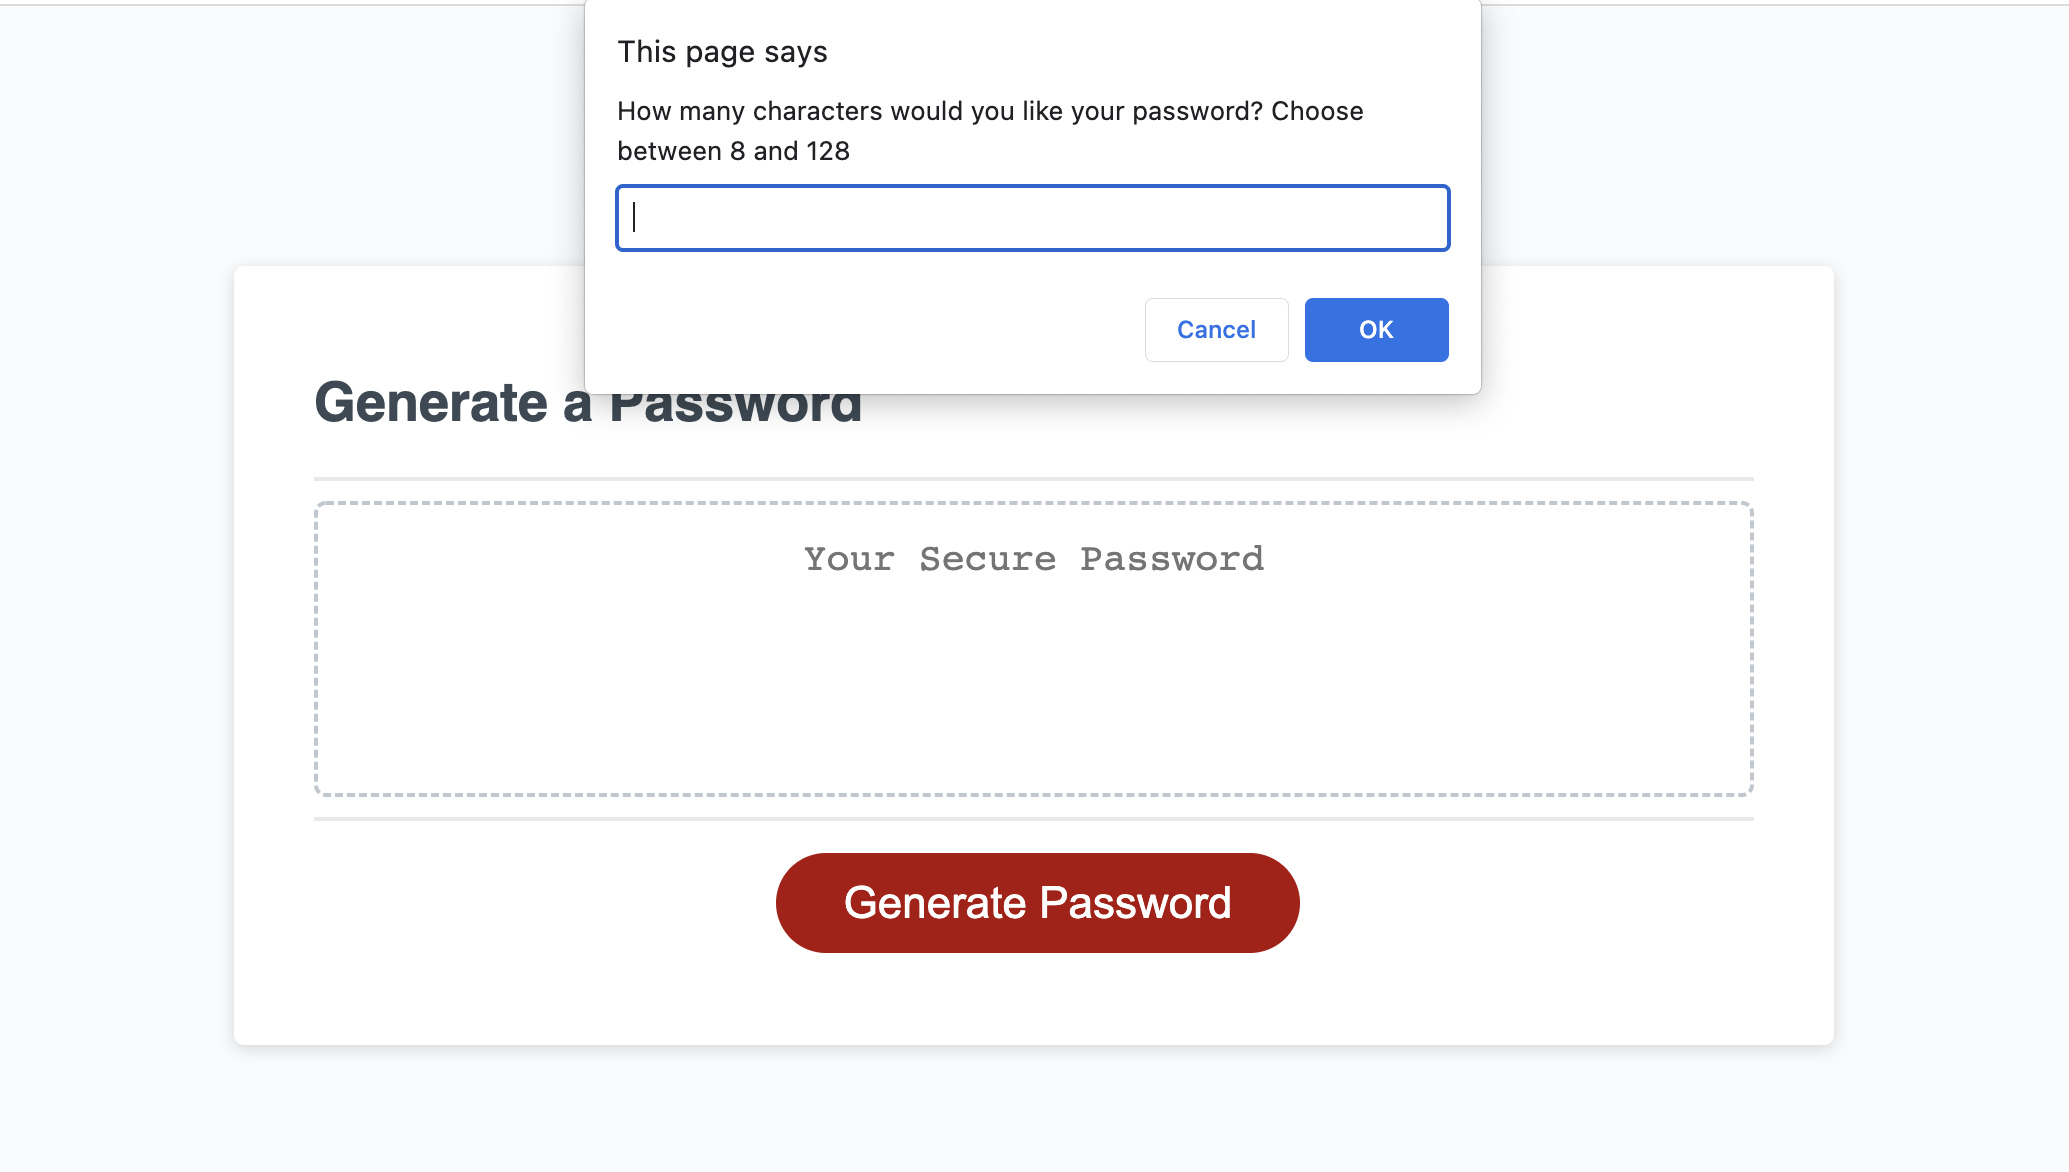 This page says
How many characters would you like your password? Choose
between 8 and 128
Cancel
OK
Generate a Password
Your Secure Password
Generate Password